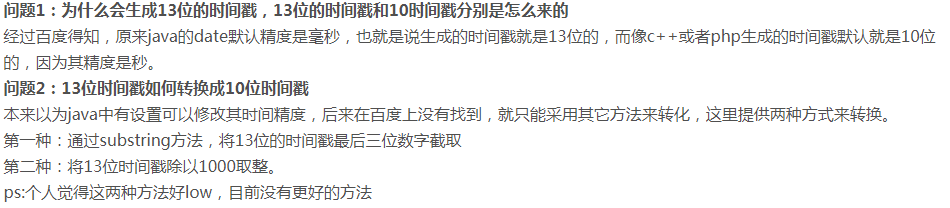 问题1：为什么会生成13位的时间戳，13位的时间戳和10时间戳分别是怎么来的
经过百度得知，原来java的date默认精度是毫秒，也就是说生成的时间戳就是13位的，而像c++或者php生成的时间戳默认就是10位
的，因为其精度是秒。
问题2：13位时间戳如何转换成10位时间戳
本来以为java中有设置可以修改其时间精度，后来在百度上没有找到，就只能采用其它方法来转化，这里提供两种方式来转换。
第一种：通过substring方法，将13位的时间戳最后三位数字截取
第二种：将13位时间戳除以1000取整。
ps:个人觉得这两种方法好low，目前没有更好的方法